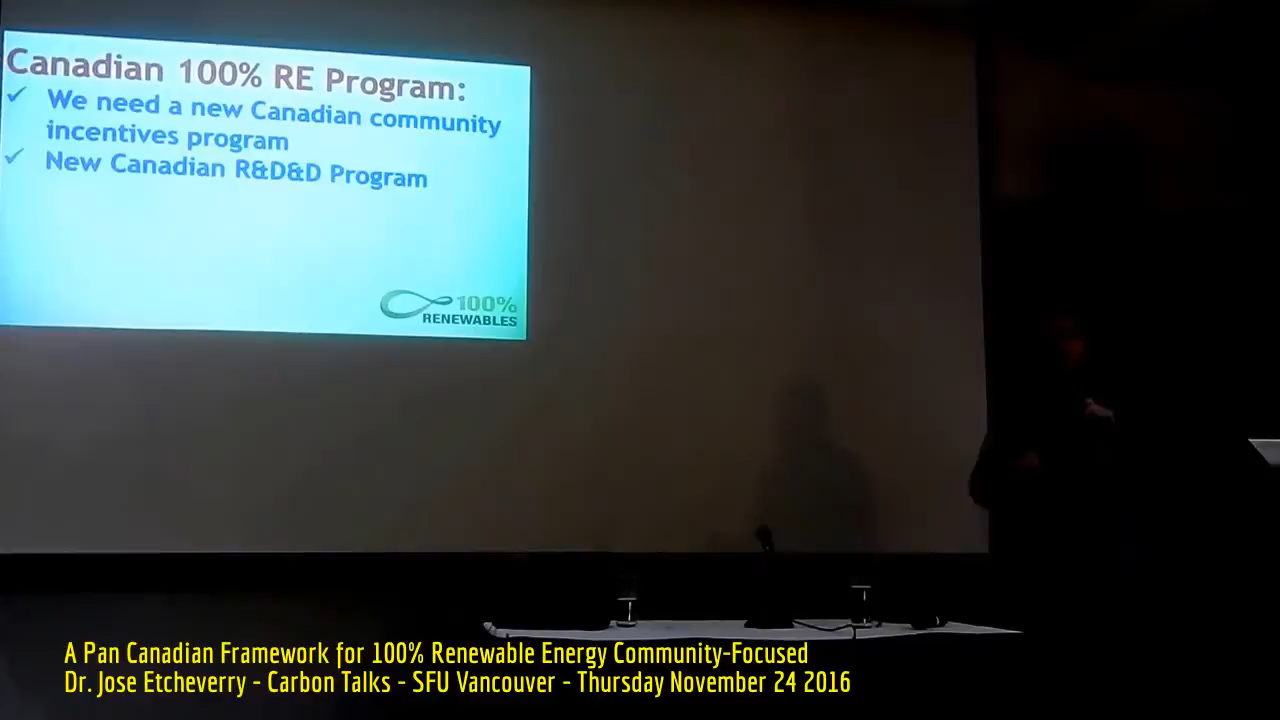 Canadian 100% RE Program:
✓ We need a new Canadian community
incentives program
✓ New Canadian R&D&D Program
100%
RENEWABLES
A Pan Canadian Framework for 100% Renewable Energy Community-Focused
Dr. Jose Etcheverry - Carbon Talks - SFU Vancouver - Thursday November 24 2016